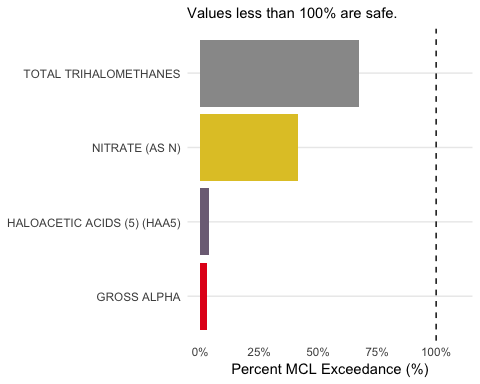 Values less than 100% are safe.
TOTAL TRIHALOMETHANES
NITRATE (AS N)
HALOACETIC ACIDS (5) (HAA5)
GROSS ALPHA
0% 25% 50% 75% 100%
Percent MCL Exceedance (%)